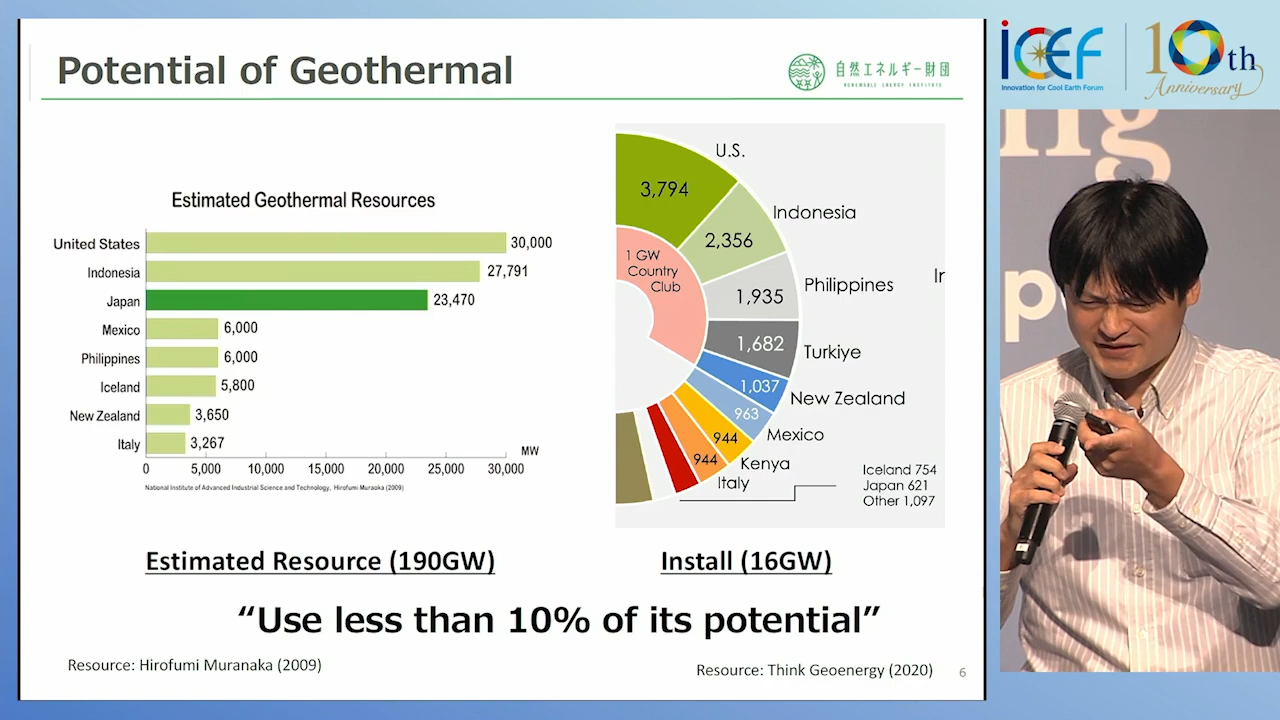 Potential of Geothermal
自然エネルギー財団
RENEWABLE ENERGY INSTITUTE
iCEF
Innovation for Cool Earth Forum
10th
Anniversary
Estimated Geothermal Resources
United States 30,000
Indonesia 27,791
Japan 23,470
Mexico 6,000
Philippines 6,000
Iceland 5,800
New Zealand 3,650
Italy 3,267
MW
0 5,000 10,000 15,000 20,000 25,000 30,000
National Institute of Advanced Industrial Science and Technology, Hirofumi Muraoka (2009)
U.S.
3,794
Indonesia
2,356
1 GW
Country
Club
Philippines
1,935
Ir
1,682
Turkiye
1,037
New Zealand
963
Mexico
944
Kenya
944
Italy
Iceland 754
Japan 621
Other 1,097
Estimated Resource (190GW)
Install (16GW)
“Use less than 10% of its potential”
Resource: Hirofumi Muranaka (2009)
Resource: Think Geoenergy (2020)
6
ng
p